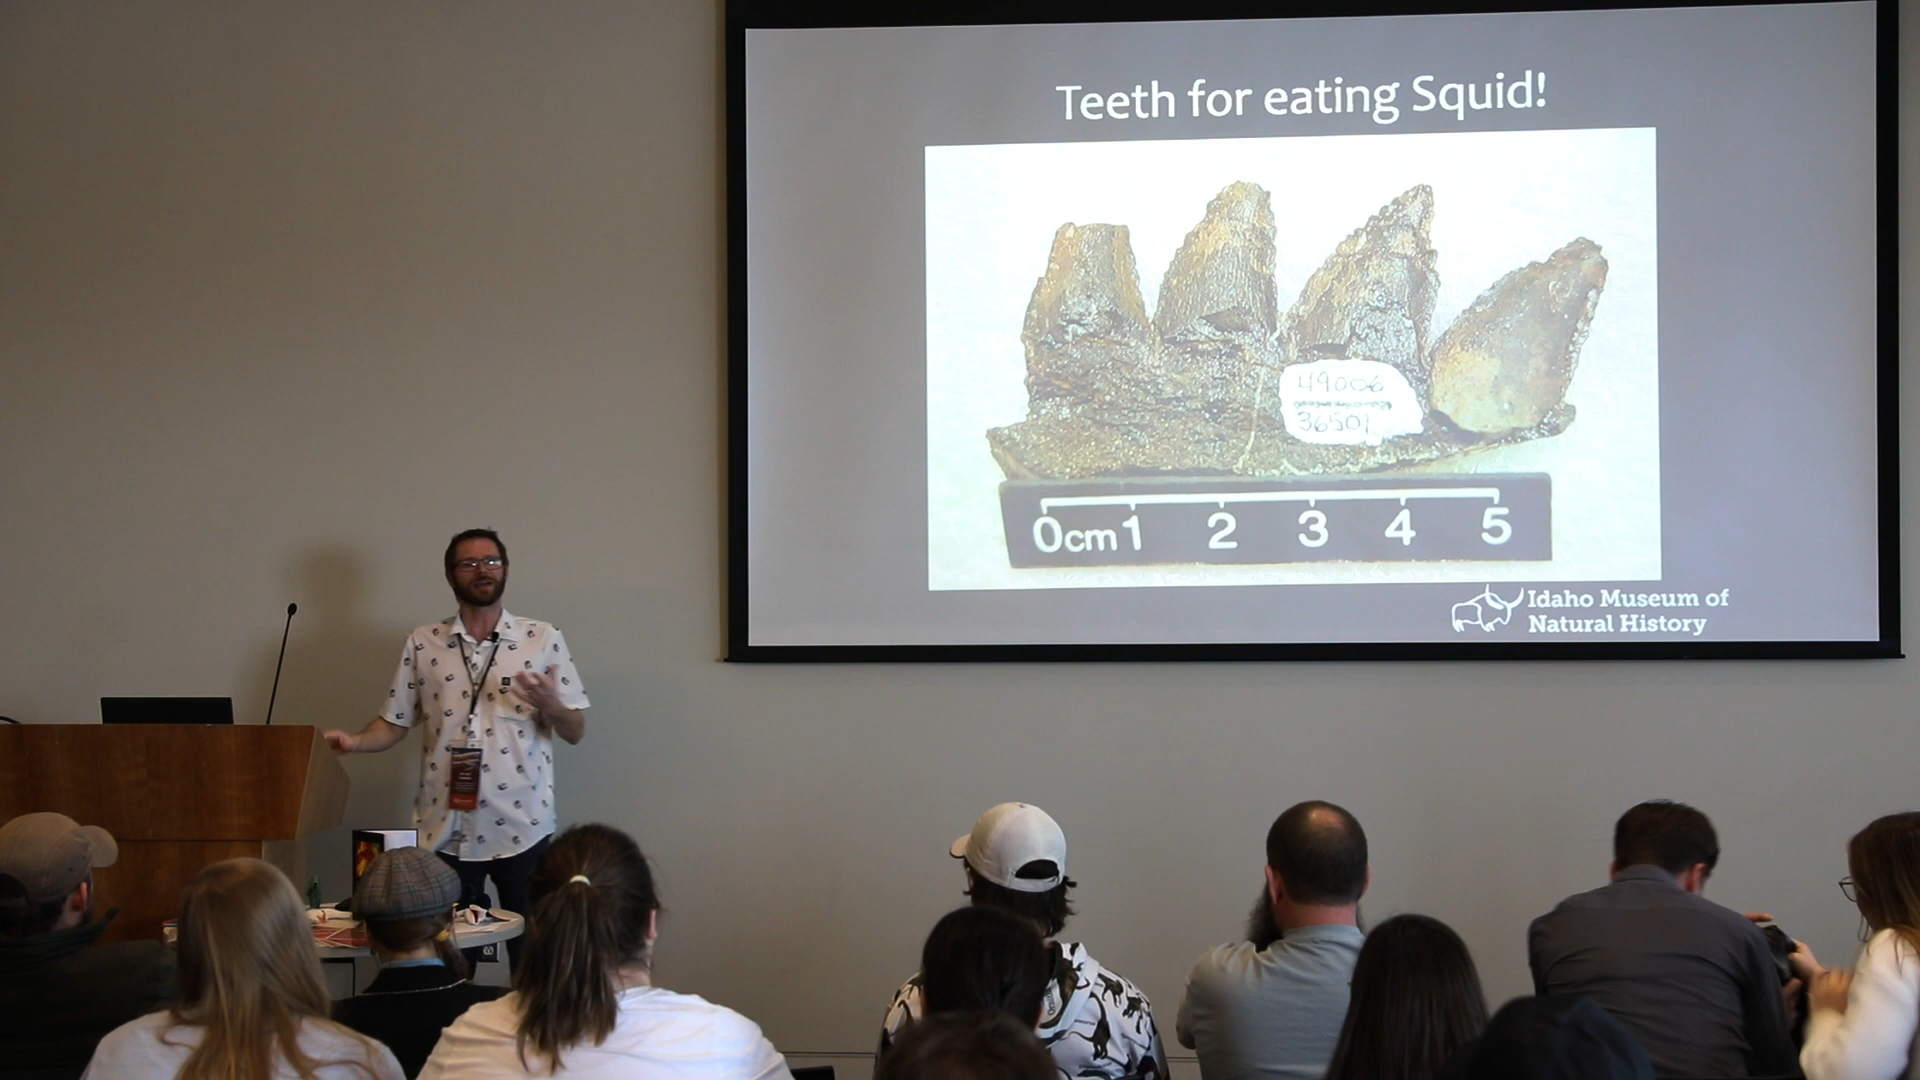 Teeth for eating Squid!
49006
36501
0cm 1 2 3 4 5
Idaho Museum of
Natural History